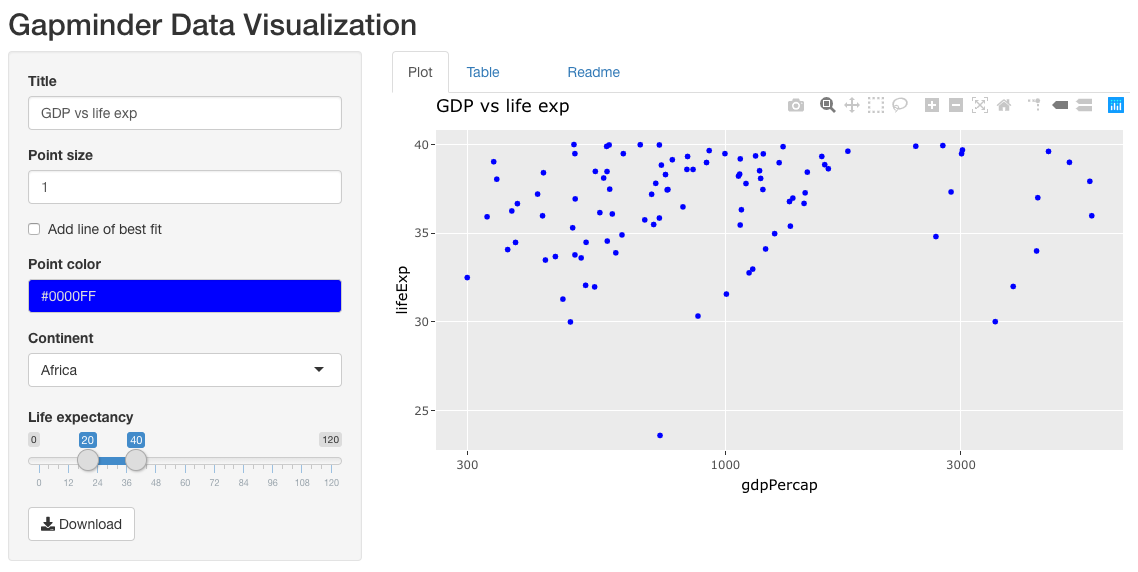 Gapminder Data Visualization
Title
GDP vs life exp
Point size
1
Add line of best fit
Point color
#0000FF
Continent
Africa
Life expectancy
0 20 40 120
0 12 24 36 48 60 72 84 96 108 120
Download
Plot Table Readme
GDP vs life exp
40
35
30
25
lifeExp
300 1000 3000
gdpPercap